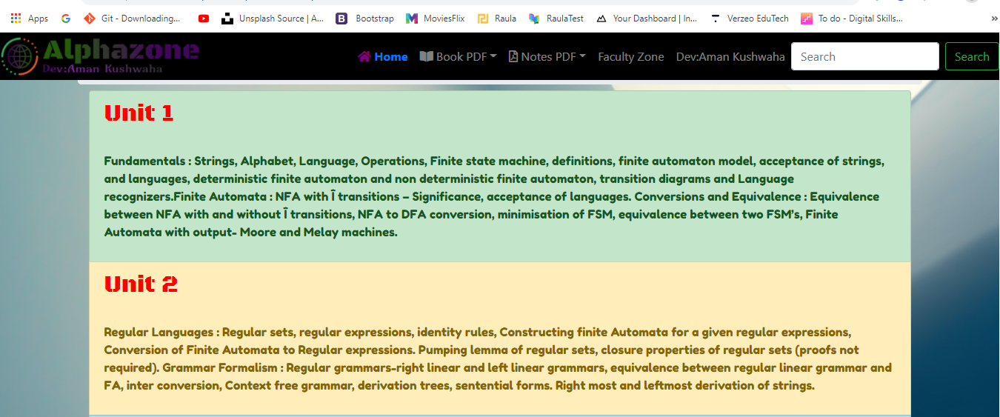 Apps Git - Downloading... Unsplash Source | A... Bootstrap MoviesFlix Raula RaulaTest Your Dashboard | In... Verzeo EduTech To do - Digital Skills... »
Alphazone
Dev:Aman Kushwaha
Home Book PDF Notes PDF Faculty Zone Dev:Aman Kushwaha Search Search
Unit 1
Fundamentals : Strings, Alphabet, Language, Operations, Finite state machine, definitions, finite automaton model, acceptance of strings,
and languages, deterministic finite automaton and non deterministic finite automaton, transition diagrams and Language
recognizers.Finite Automata : NFA with Î transitions – Significance, acceptance of languages. Conversions and Equivalence : Equivalence
between NFA with and without Î transitions, NFA to DFA conversion, minimisation of FSM, equivalence between two FSM’s, Finite
Automata with output- Moore and Melay machines.
Unit 2
Regular Languages : Regular sets, regular expressions, identity rules, Constructing finite Automata for a given regular expressions,
Conversion of Finite Automata to Regular expressions. Pumping lemma of regular sets, closure properties of regular sets (proofs not
required). Grammar Formalism : Regular grammars-right linear and left linear grammars, equivalence between regular linear grammar and
FA, inter conversion, Context free grammar, derivation trees, sentential forms. Right most and leftmost derivation of strings.